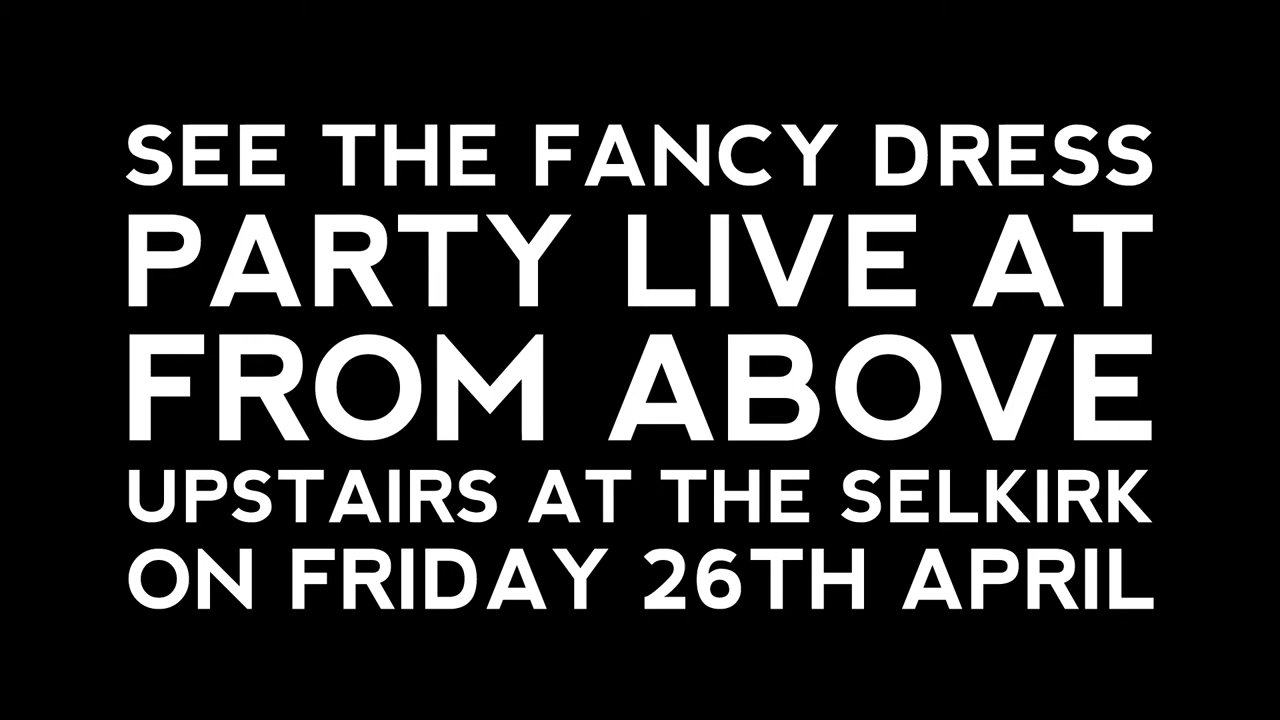 SEE THE FANCY DRESS
PARTY LIVE AT
FROM ABOVE
UPSTAIRS AT THE SELKIRK
ON FRIDAY 26TH APRIL